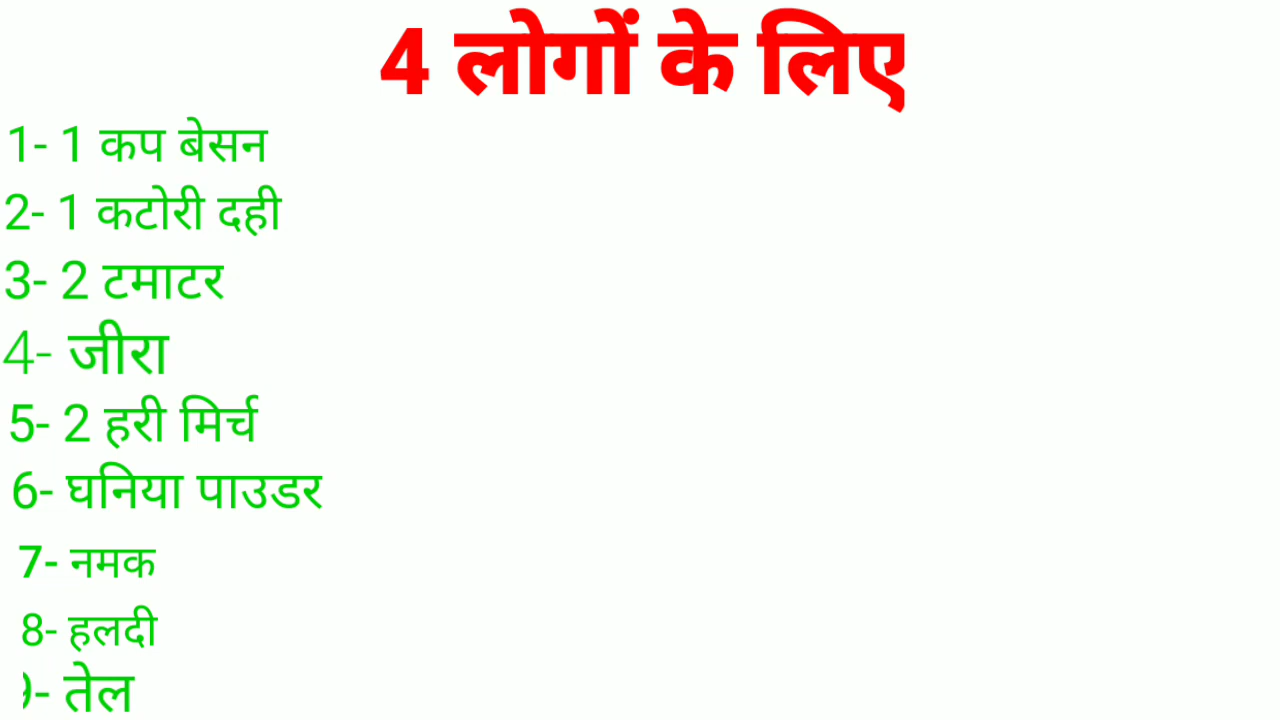 4 लोगों के लिए
1- 1 कप बेसन
2- 1 कटोरी दही
3- 2 टमाटर
4- जीरा
5- 2 हरी मिर्च
6- घनिया पाउडर
7- नमक
8- हलदी
9- तेल